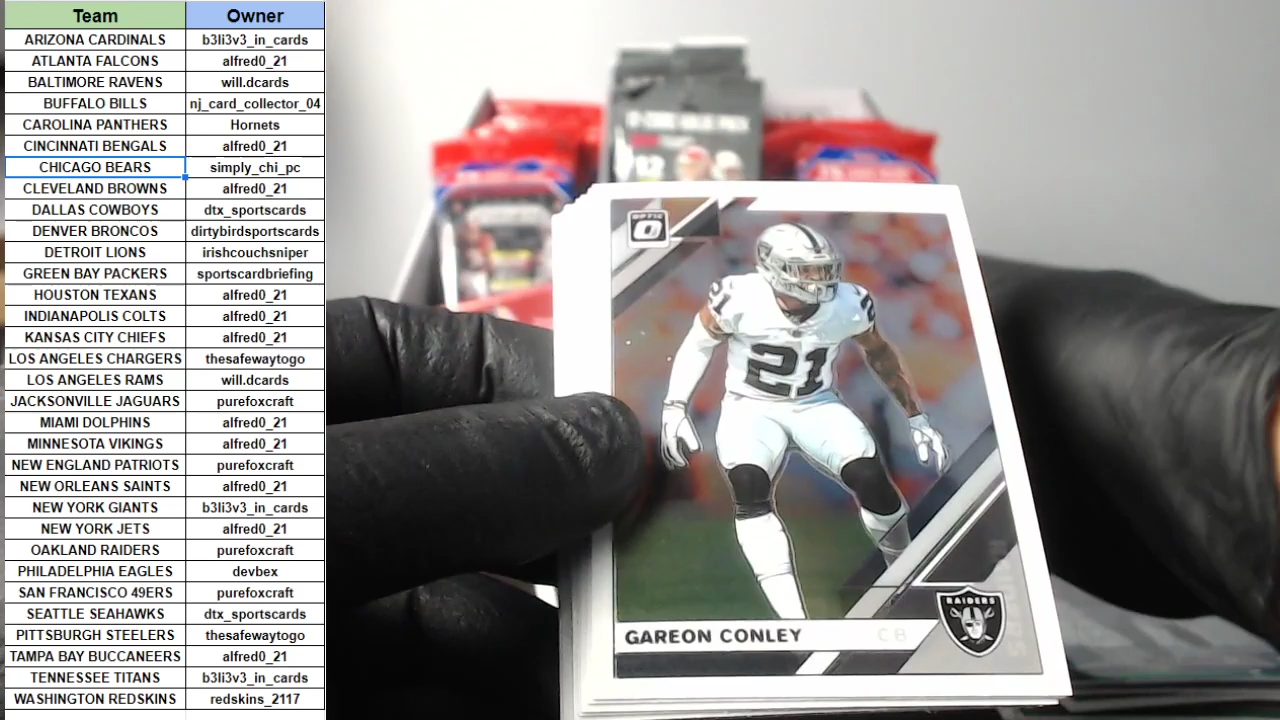 Team Owner
ARIZONA CARDINALS b3li3v3_in_cards
ATLANTA FALCONS alfred0_21
BALTIMORE RAVENS will.dcards
BUFFALO BILLS nj_card_collector_04
CAROLINA PANTHERS Hornets
CINCINNATI BENGALS alfred0_21
CHICAGO BEARS simply_chi_pc
CLEVELAND BROWNS alfred0_21
DALLAS COWBOYS dtx_sportscards
DENVER BRONCOS dirtybirdsportscards
DETROIT LIONS irishcouchsniper
GREEN BAY PACKERS sportscardbriefing
HOUSTON TEXANS alfred0_21
INDIANAPOLIS COLTS alfred0_21
KANSAS CITY CHIEFS alfred0_21
LOS ANGELES CHARGERS thesafewaytogo
LOS ANGELES RAMS will.dcards
JACKSONVILLE JAGUARS purefoxcraft
MIAMI DOLPHINS alfred0_21
MINNESOTA VIKINGS alfred0_21
NEW ENGLAND PATRIOTS purefoxcraft
NEW ORLEANS SAINTS alfred0_21
NEW YORK GIANTS b3li3v3_in_cards
NEW YORK JETS alfred0_21
OAKLAND RAIDERS purefoxcraft
PHILADELPHIA EAGLES devbex
SAN FRANCISCO 49ERS purefoxcraft
SEATTLE SEAHAWKS dtx_sportscards
PITTSBURGH STEELERS thesafewaytogo
TAMPA BAY BUCCANEERS alfred0_21
TENNESSEE TITANS b3li3v3_in_cards
WASHINGTON REDSKINS redskins_2117
OPTIC
21
21
RAIDERS
GAREON CONLEY CB